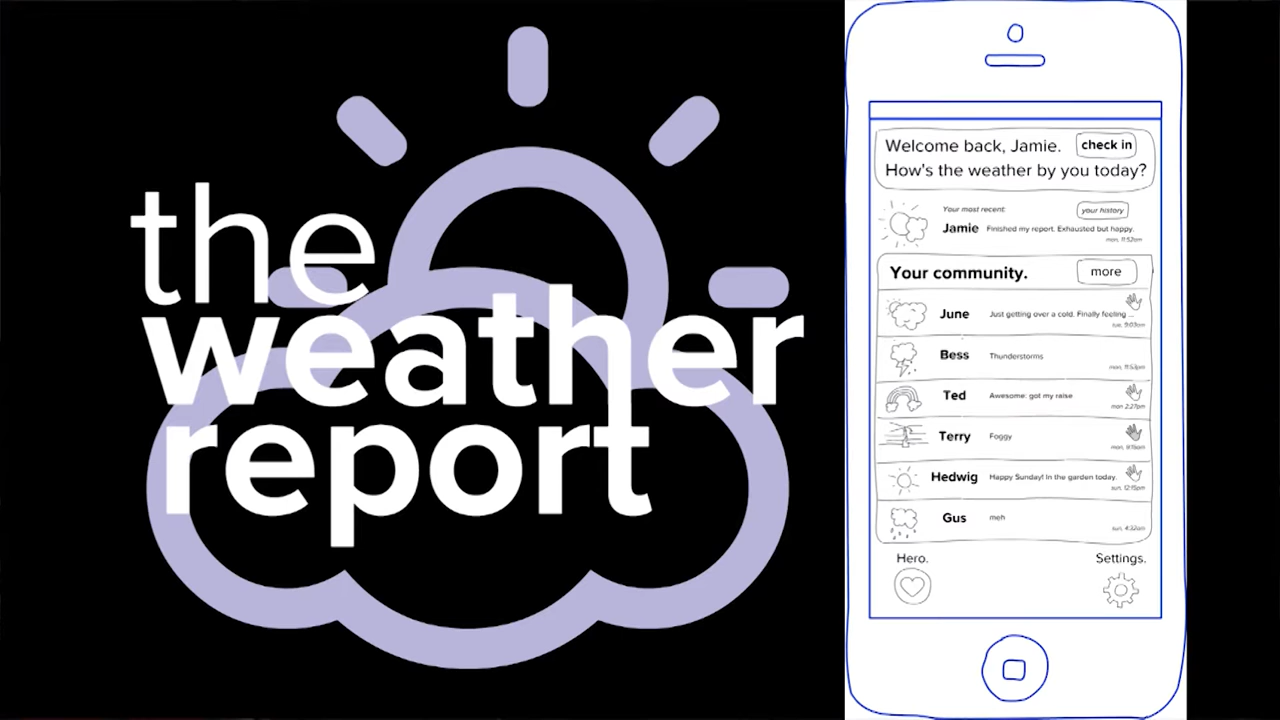 the
weather
report
Welcome back, Jamie.
check in
How's the weather by you today?
Your most recent:
your history
Jamie
Finished my report. Exhausted but happy.
mon, 11:52am
Your community.
more
June
Just getting over a cold. Finally feeling ...
tue, 9:03am
Bess
Thunderstorms
mon, 11:53pm
Ted
Awesome: got my raise
mon 2:27pm
Terry
Foggy
mon, 9:15am
Hedwig
Happy Sunday! In the garden today.
sun, 12:15pm
Gus
meh
sun, 4:32am
Hero.
Settings.